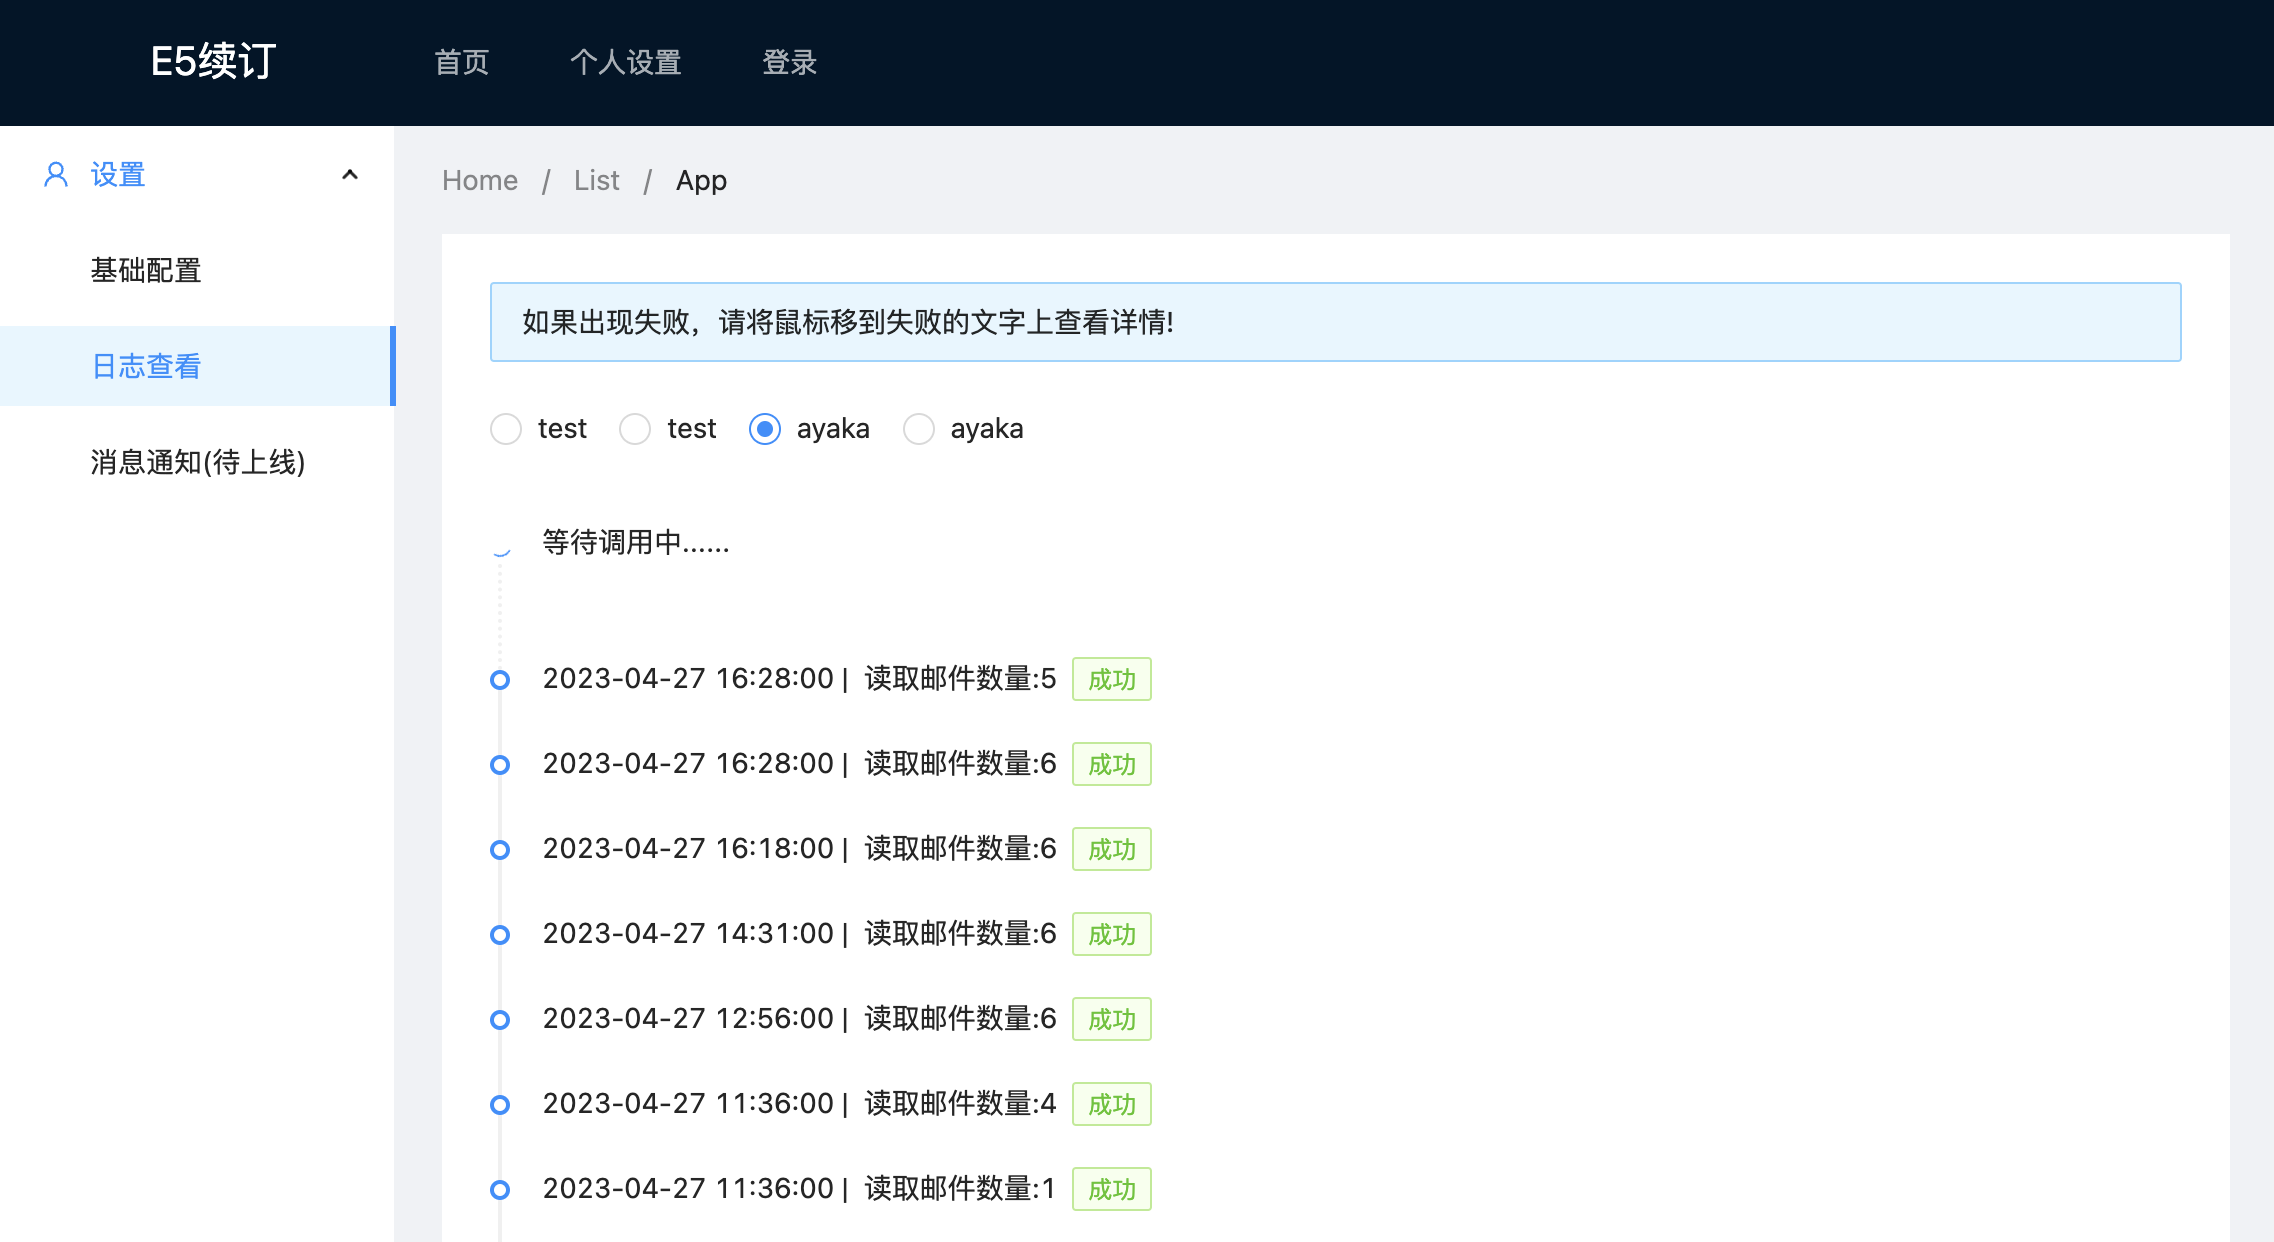 E5续订 首页 个人设置 登录
设置
基础配置
日志查看
消息通知(待上线)
Home / List / App
如果出现失败，请将鼠标移到失败的文字上查看详情!
test test ayaka ayaka
等待调用中......
2023-04-27 16:28:00 | 读取邮件数量:5 成功
2023-04-27 16:28:00 | 读取邮件数量:6 成功
2023-04-27 16:18:00 | 读取邮件数量:6 成功
2023-04-27 14:31:00 | 读取邮件数量:6 成功
2023-04-27 12:56:00 | 读取邮件数量:6 成功
2023-04-27 11:36:00 | 读取邮件数量:4 成功
2023-04-27 11:36:00 | 读取邮件数量:1 成功